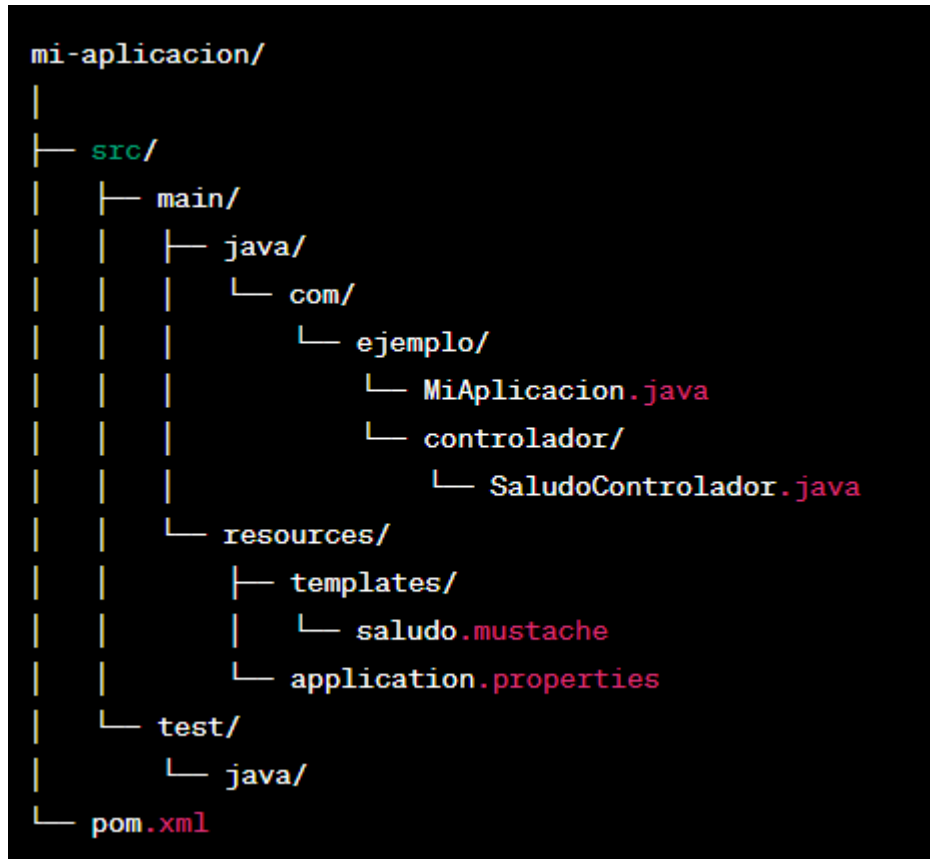 mi-aplicacion/
│
├── src/
│   ├── main/
│   │   ├── java/
│   │   │   └── com/
│   │   │       └── ejemplo/
│   │   │           └── MiAplicacion.java
│   │   │           └── controlador/
│   │   │               └── SaludoControlador.java
│   │   └── resources/
│   │       ├── templates/
│   │       │   └── saludo.mustache
│   │       └── application.properties
│   └── test/
│       └── java/
└── pom.xml